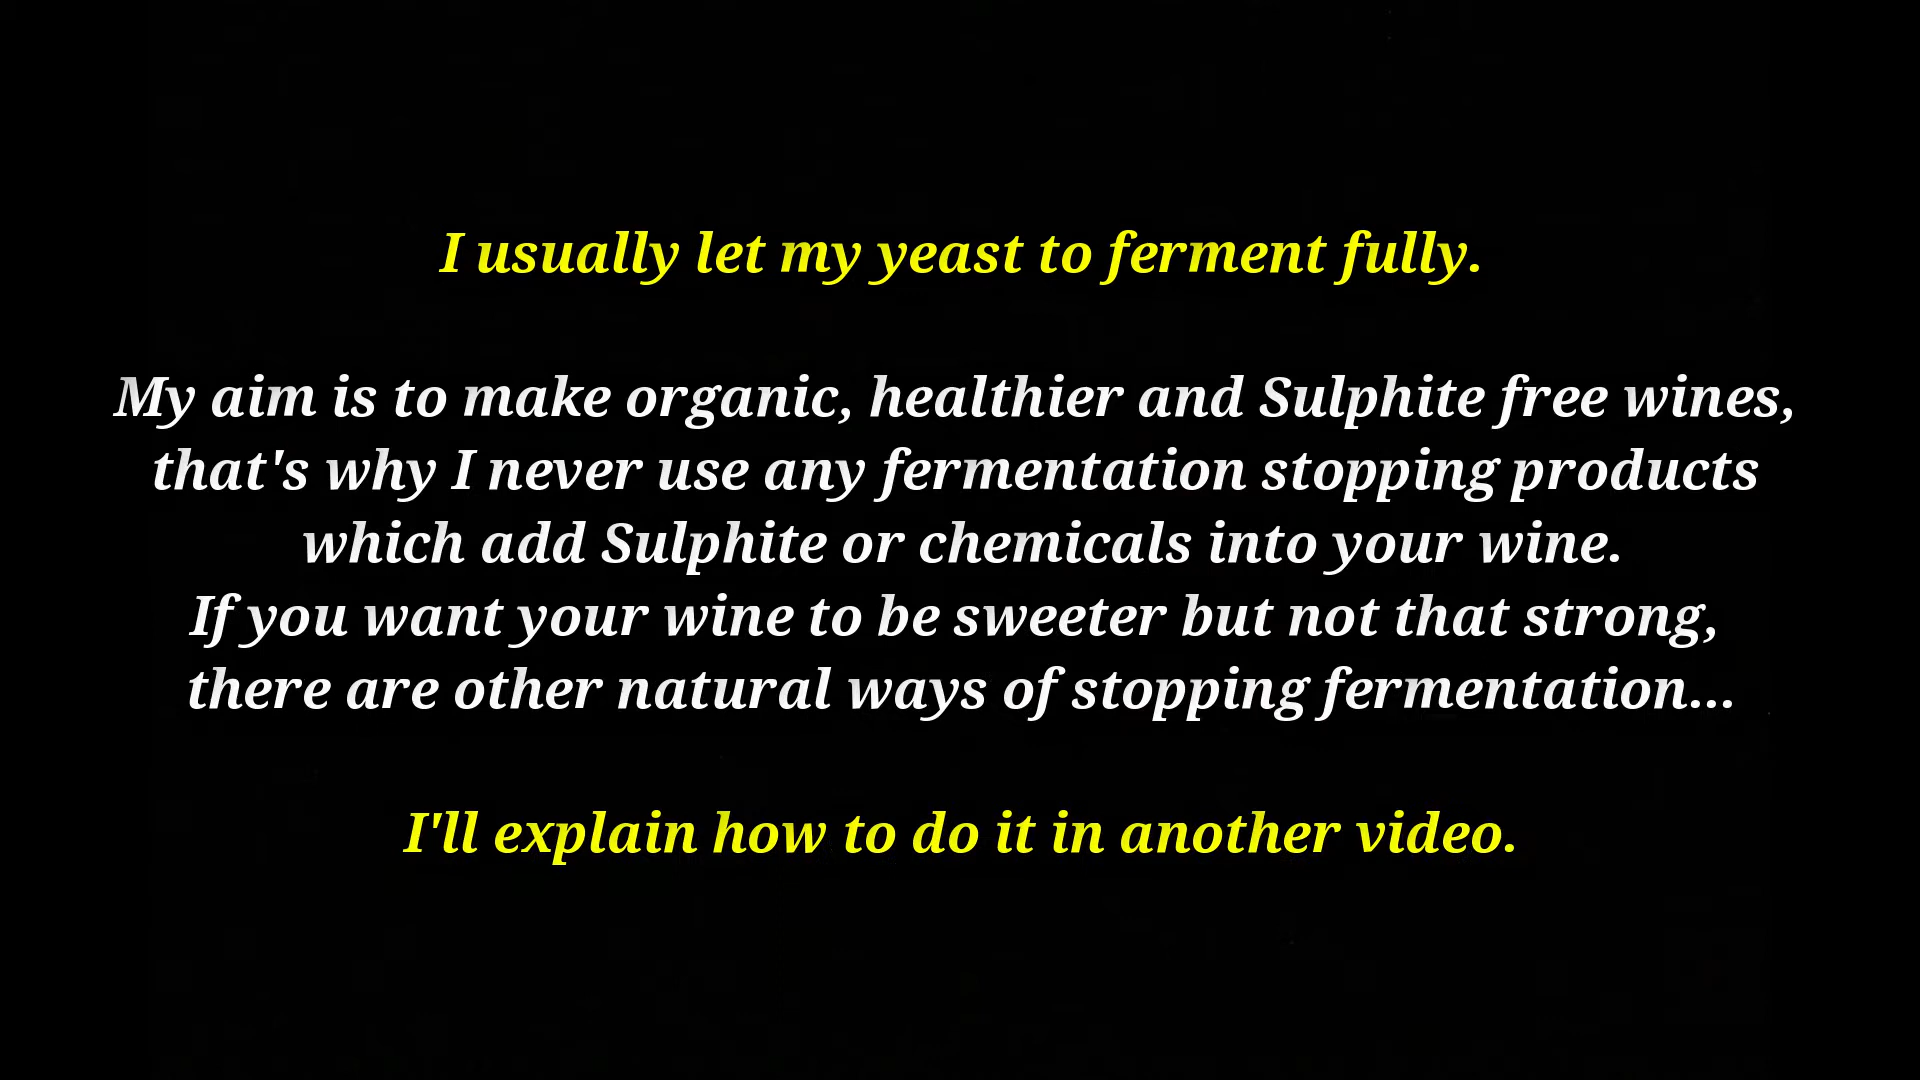 I usually let my yeast to ferment fully.
My aim is to make organic, healthier and Sulphite free wines,
that's why I never use any fermentation stopping products
which add Sulphite or chemicals into your wine.
If you want your wine to be sweeter but not that strong,
there are other natural ways of stopping fermentation...
I'll explain how to do it in another video.